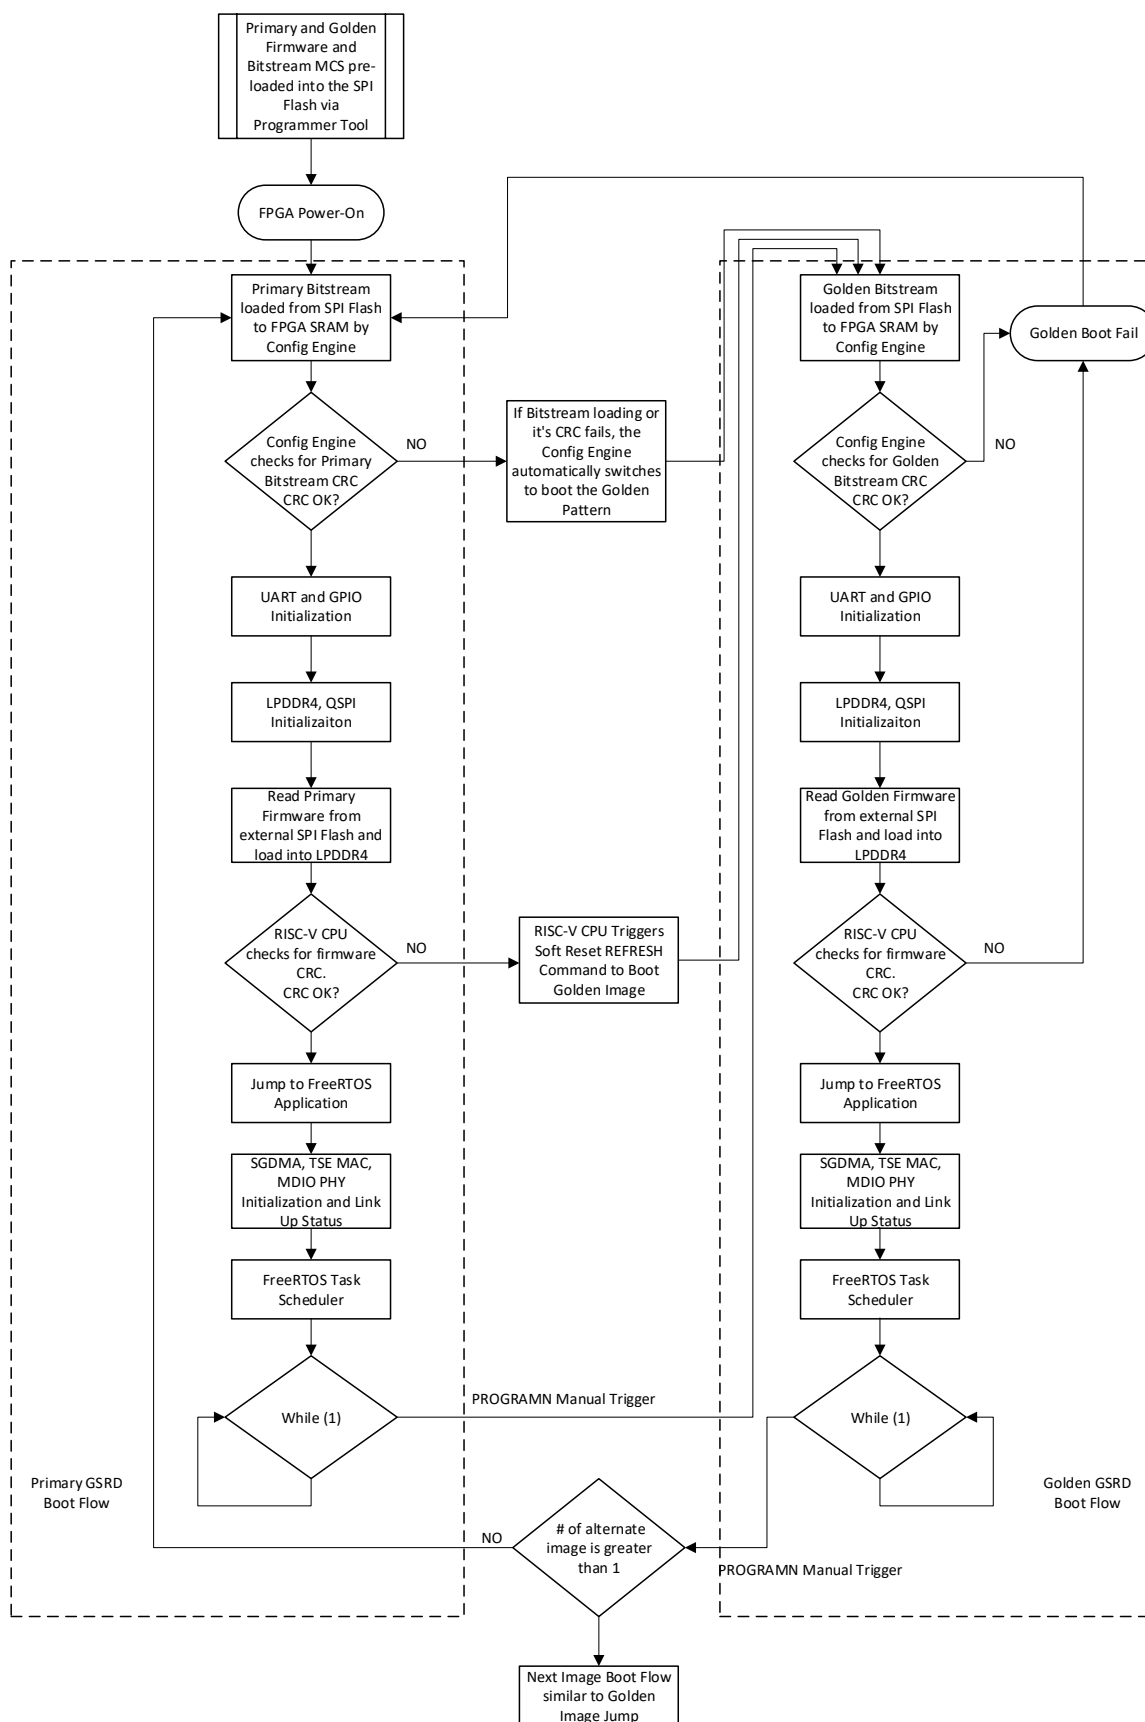 Primary and Golden
Firmware and
Bitstream MCS pre-
loaded into the SPI
Flash via
Programmer Tool
FPGA Power-On
Primary Bitstream
loaded from SPI Flash
to FPGA SRAM by
Config Engine
Golden Bitstream
loaded from SPI Flash
to FPGA SRAM by
Config Engine
Golden Boot Fail
Config Engine
checks for Primary
Bitstream CRC
CRC OK?
NO
If Bitstream loading or
it's CRC fails, the
Config Engine
automatically switches
to boot the Golden
Pattern
Config Engine
checks for Golden
Bitstream CRC
CRC OK?
NO
UART and GPIO
Initialization
UART and GPIO
Initialization
LPDDR4, QSPI
Initializaiton
LPDDR4, QSPI
Initializaiton
Read Primary
Firmware from
external SPI Flash and
load into LPDDR4
Read Golden Firmware
from external SPI
Flash and load into
LPDDR4
RISC-V CPU
checks for firmware
CRC.
CRC OK?
NO
RISC-V CPU Triggers
Soft Reset REFRESH
Command to Boot
Golden Image
RISC-V CPU
checks for firmware
CRC.
CRC OK?
NO
Jump to FreeRTOS
Application
Jump to FreeRTOS
Application
SGDMA, TSE MAC,
MDIO PHY
Initialization and Link
Up Status
SGDMA, TSE MAC,
MDIO PHY
Initialization and Link
Up Status
FreeRTOS Task
Scheduler
FreeRTOS Task
Scheduler
While (1)
PROGRAMN Manual Trigger
While (1)
Primary GSRD
Boot Flow
Golden GSRD
Boot Flow
NO
# of alternate
image is greater
than 1
PROGRAMN Manual Trigger
Next Image Boot Flow
similar to Golden
Image Jump